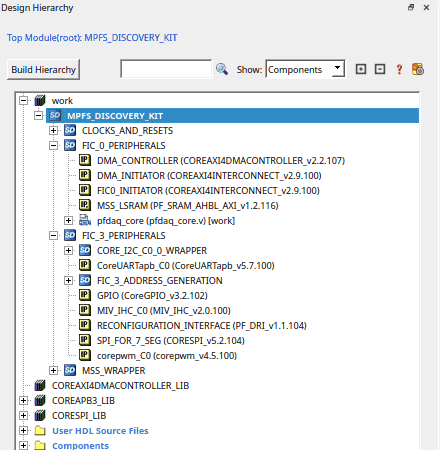 Design Hierarchy
Top Module(root): MPFS_DISCOVERY_KIT
Build Hierarchy Show: Components
work
MPFS_DISCOVERY_KIT
CLOCKS_AND_RESETS
FIC_0_PERIPHERALS
DMA_CONTROLLER (COREAXI4DMACONTROLLER_v2.2.107)
DMA_INITIATOR (COREAXI4INTERCONNECT_v2.9.100)
FIC0_INITIATOR (COREAXI4INTERCONNECT_v2.9.100)
MSS_LSRAM (PF_SRAM_AHBL_AXI_v1.2.116)
pfdaq_core (pfdaq_core.v) [work]
FIC_3_PERIPHERALS
CORE_I2C_C0_0_WRAPPER
CoreUARTapb_C0 (CoreUARTapb_v5.7.100)
FIC_3_ADDRESS_GENERATION
GPIO (CoreGPIO_v3.2.102)
MIV_IHC_C0 (MIV_IHC_v2.0.100)
RECONFIGURATION_INTERFACE (PF_DRI_v1.1.104)
SPI_FOR_7_SEG (CORESPI_v5.2.104)
corepwm_C0 (corepwm_v4.5.100)
MSS_WRAPPER
COREAXI4DMACONTROLLER_LIB
COREAPB3_LIB
CORESPI_LIB
User HDL Source Files
Components